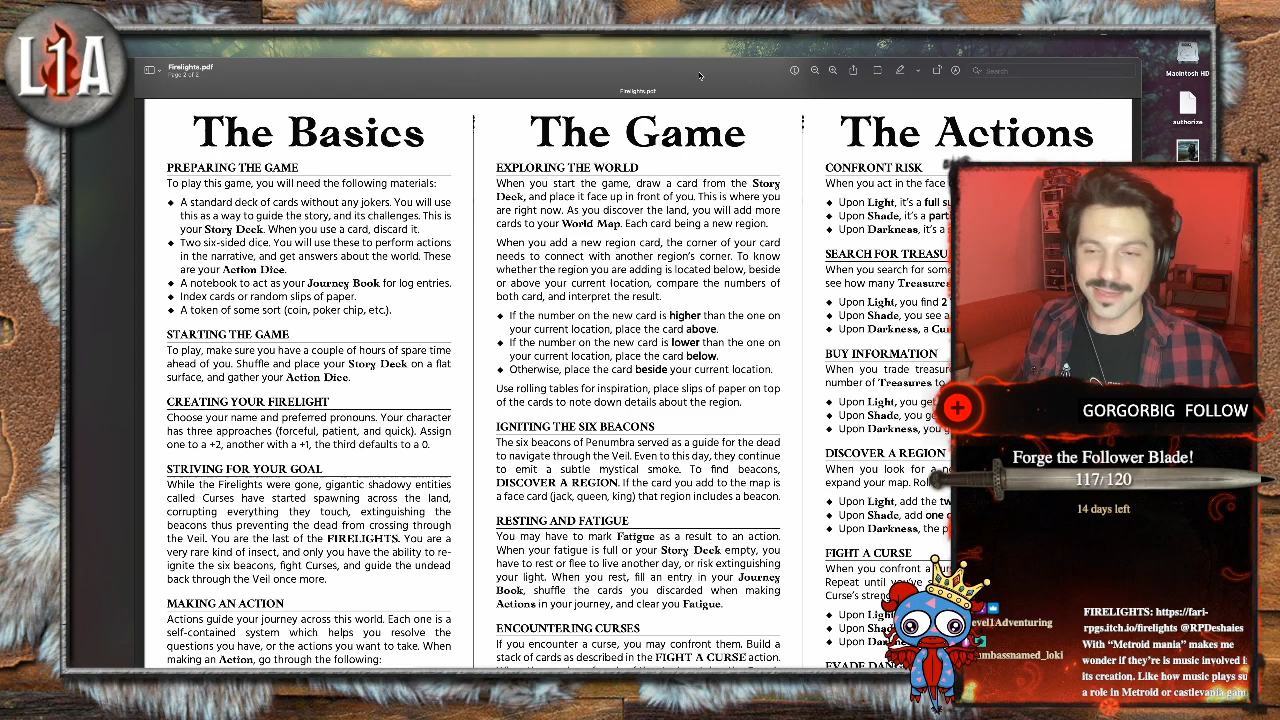 L1A
Firelights.pdf
Page 2 of 2
Search
Firelights.pdf
Macintosh HD
authorize
The Basics
PREPARING THE GAME
To play this game, you will need the following materials:
A standard deck of cards without any jokers. You will use
this as a way to guide the story, and its challenges. This is
your Story Deck. When you use a card, discard it.
Two six-sided dice. You will use these to perform actions
in the narrative, and get answers about the world. These
are your Action Dice.
A notebook to act as your Journey Book for log entries.
Index cards or random slips of paper.
A token of some sort (coin, poker chip, etc.).
STARTING THE GAME
To play, make sure you have a couple of hours of spare time
ahead of you. Shuffle and place your Story Deck on a flat
surface, and gather your Action Dice.
CREATING YOUR FIRELIGHT
Choose your name and preferred pronouns. Your character
has three approaches (forceful, patient, and quick). Assign
one to a +2, another with a +1, the third defaults to a 0.
STRIVING FOR YOUR GOAL
While the Firelights were gone, gigantic shadowy entities
called Curses have started spawning across the land,
corrupting everything they touch, extinguishing the
beacons thus preventing the dead from crossing through
the Veil. You are the last of the FIRELIGHTS. You are a
very rare kind of insect, and only you have the ability to re-
ignite the six beacons, fight Curses, and guide the undead
back through the Veil once more.
MAKING AN ACTION
Actions guide your journey across this world. Each one is a
self-contained system which helps you resolve the
questions you have, or the actions you want to take. When
making an Action, go through the following:
The Game
EXPLORING THE WORLD
When you start the game, draw a card from the Story
Deck, and place it face up in front of you. This is where you
are right now. As you discover the land, you will add more
cards to your World Map. Each card being a new region.
When you add a new region card, the corner of your card
needs to connect with another region's corner. To know
whether the region you are adding is located below, beside
or above your current location, compare the numbers of
both card, and interpret the result.
If the number on the new card is higher than the one on
your current location, place the card above.
If the number on the new card is lower than the one on
your current location, place the card below.
Otherwise, place the card beside your current location.
Use rolling tables for inspiration, place slips of paper on top
of the cards to note down details about the region.
IGNITING THE SIX BEACONS
The six beacons of Penumbra served as a guide for the dead
to navigate through the Veil. Even to this day, they continue
to emit a subtle mystical smoke. To find beacons,
DISCOVER A REGION. If the card you add to the map is
a face card (jack, queen, king) that region includes a beacon.
RESTING AND FATIGUE
You may have to mark Fatigue as a result to an action.
When your fatigue is full or your Story Deck empty, you
have to rest or flee to live another day, or risk extinguishing
your light. When you rest, fill an entry in your Journey
Book, shuffle the cards you discarded when making
Actions in your journey, and clear you Fatigue.
ENCOUNTERING CURSES
If you encounter a curse, you may confront them. Build a
stack of cards as described in the FIGHT A CURSE action.
The Actions
CONFRONT RISK
When you act in the face
Upon Light, it's a full su
Upon Shade, it's a part
Upon Darkness, it's a
SEARCH FOR TREASU
When you search for some
see how many Treasure
Upon Light, you find 2
Upon Shade, you see a
Upon Darkness, a Cu
BUY INFORMATION
When you trade treasur
number of Treasures to
Upon Light, you get
Upon Shade, you ge
Upon Darkness, you g
DISCOVER A REGION
When you look for a ne
expand your map. Rol
Upon Light, add the tw
Upon Shade, add one o
Upon Darkness, the p
FIGHT A CURSE
When you confront a cur
Repeat until you've
Curse's streng
Upon Ligh
Upon Sha
Upon Da
EVADE DANG
GORGORBIG FOLLOW
Forge the Follower Blade!
117/120
14 days left
evel1Adventuring
umbassnamed_loki
FIRELIGHTS: https://fari-
rpgs.itch.io/firelights @RPDeshaies
With "Metroid mania" makes me
wonder if they're is music involved i
its creation. Like how music plays su
a role in Metroid or castlevania gam